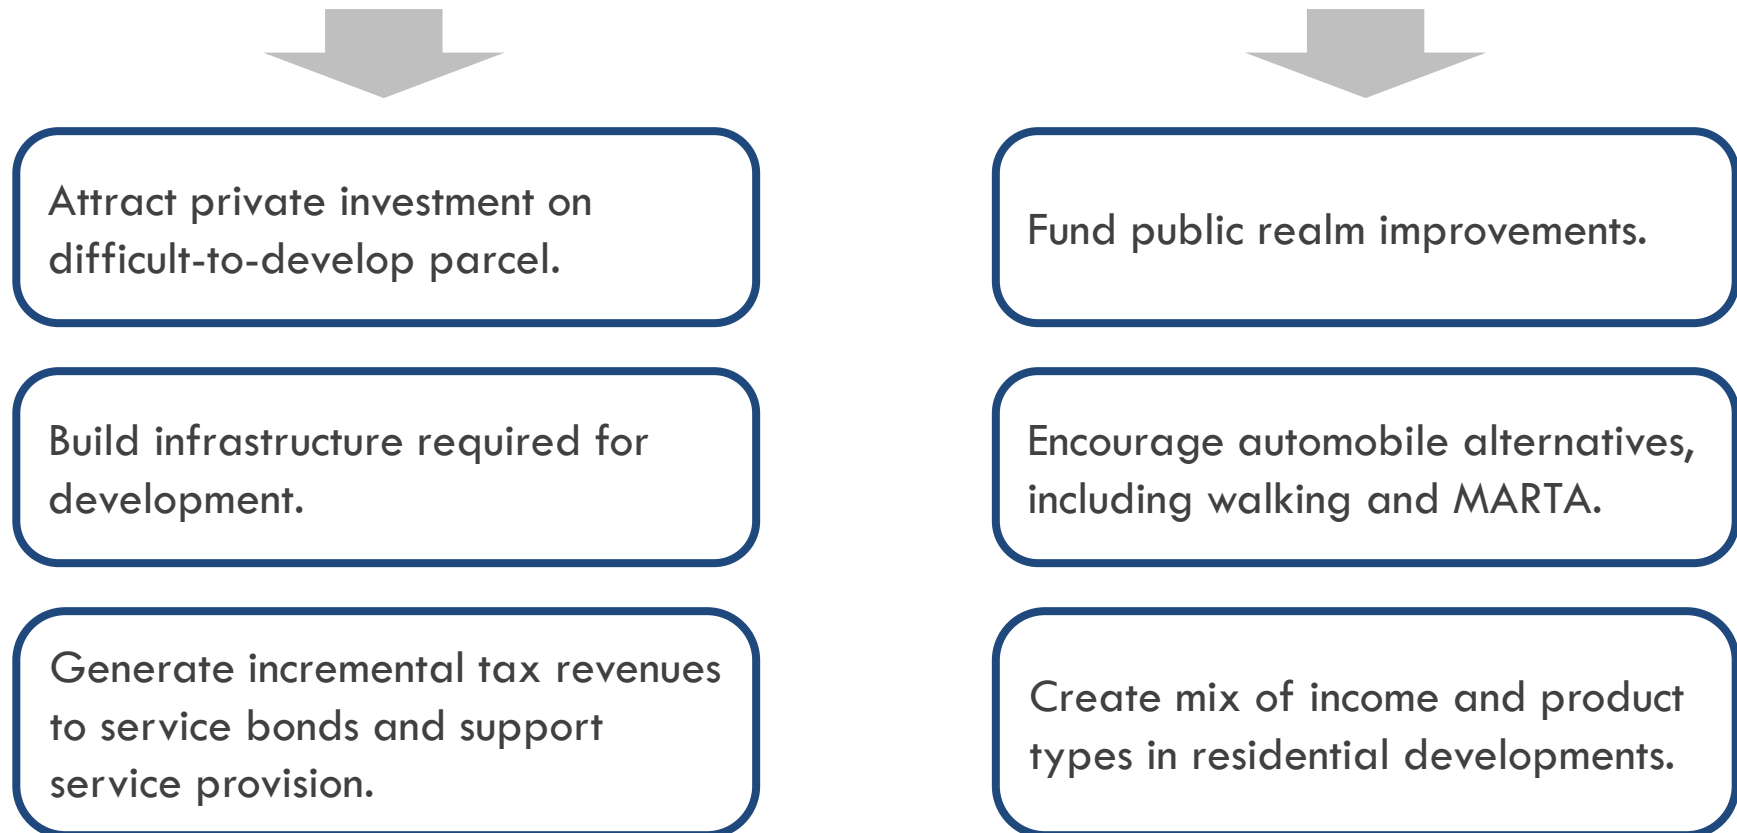 Attract private investment on
difficult-to-develop parcel.
Build infrastructure required for
development.
Generate incremental tax revenues
to service bonds and support
service provision.
Fund public realm improvements.
Encourage automobile alternatives,
including walking and MARTA.
Create mix of income and product
types in residential developments.